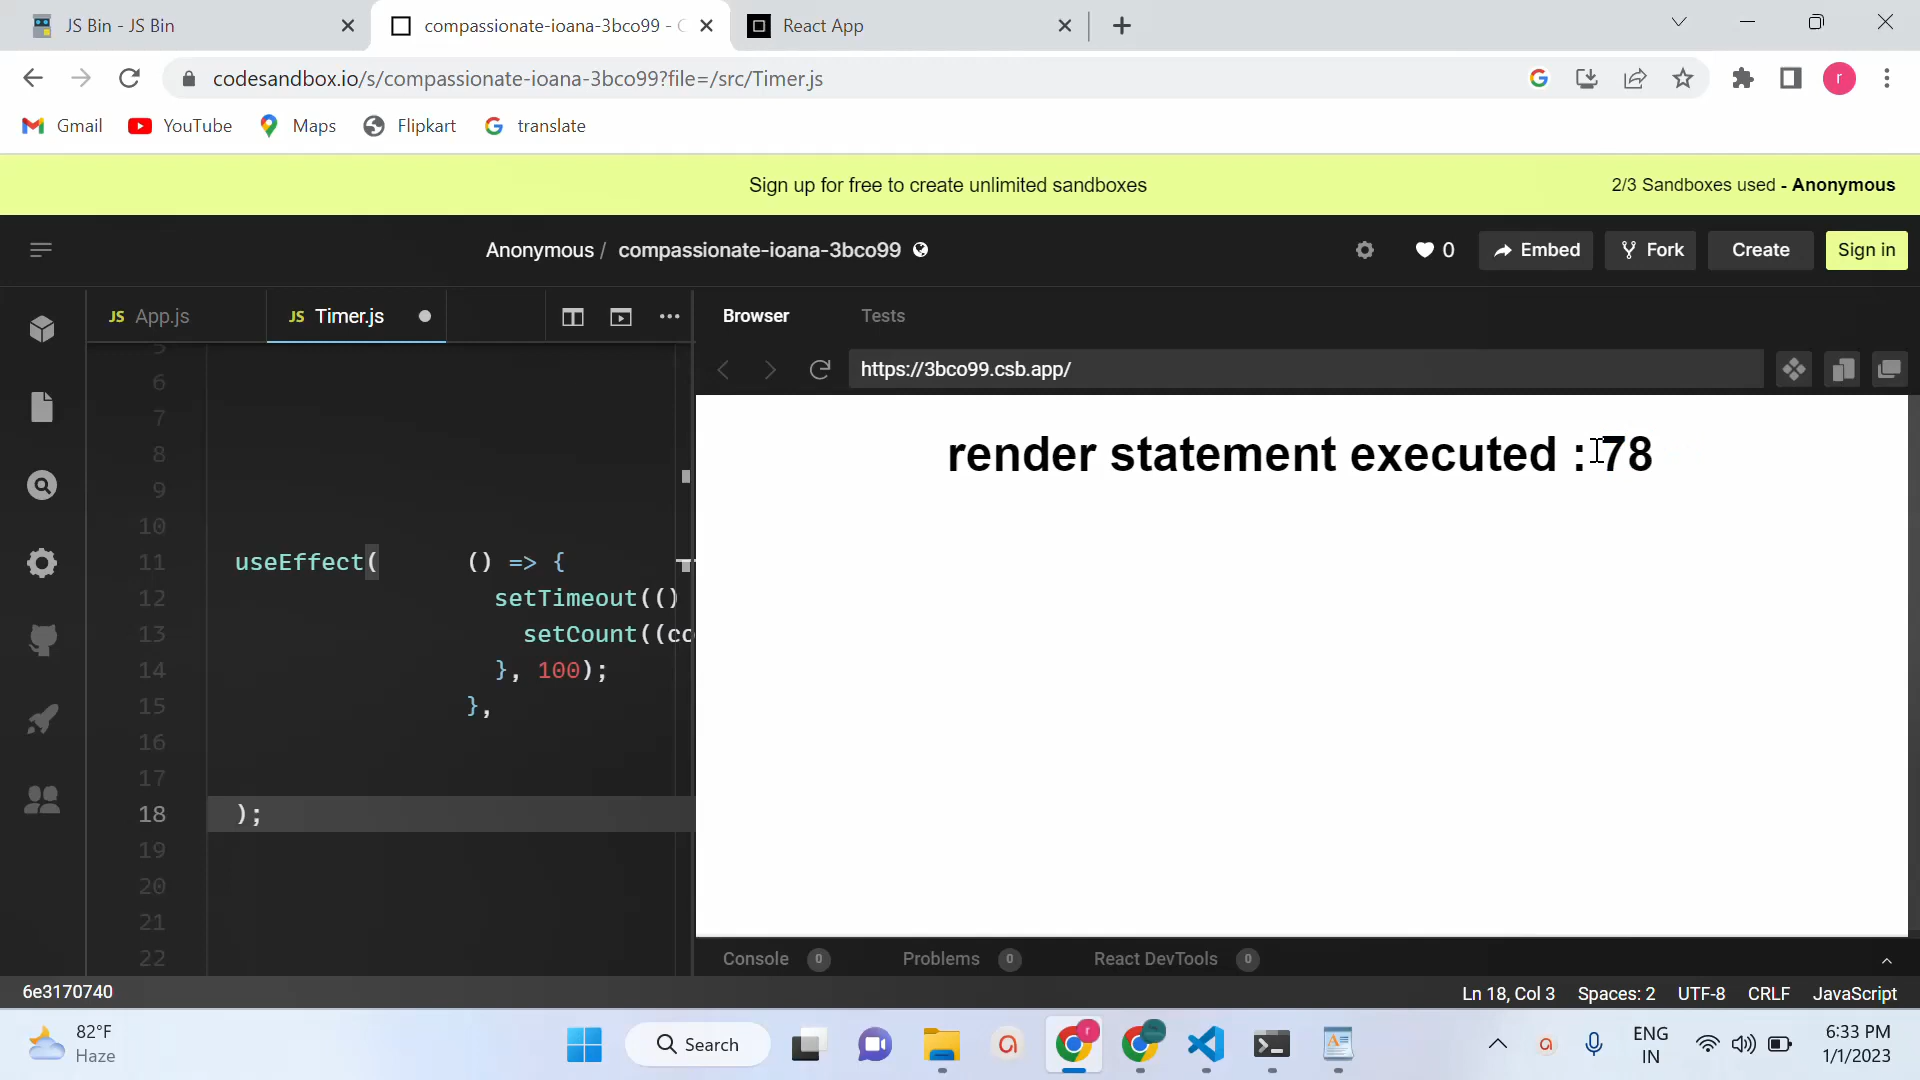 JS Bin - JS Bin
compassionate-ioana-3bco99 -
React App
codesandbox.io/s/compassionate-ioana-3bco99?file=/src/Timer.js
r
Gmail
YouTube
Maps
Flipkart
translate
Sign up for free to create unlimited sandboxes
2/3 Sandboxes used - Anonymous
Anonymous / compassionate-ioana-3bco99
0
Embed
Fork
Create
Sign in
JS App.js
JS Timer.js
Browser
Tests
https://3bco99.csb.app/
render statement executed : 78
5
6
7
8
9
10
11 useEffect( () => {
12 setTimeout(()
13 setCount((co
14 }, 100);
15 },
16
17
18 );
19
20
21
22
Console 0
Problems 0
React DevTools 0
6e3170740
Ln 18, Col 3
Spaces: 2
UTF-8
CRLF
JavaScript
82°F
Haze
Search
r
ENG
IN
6:33 PM
1/1/2023